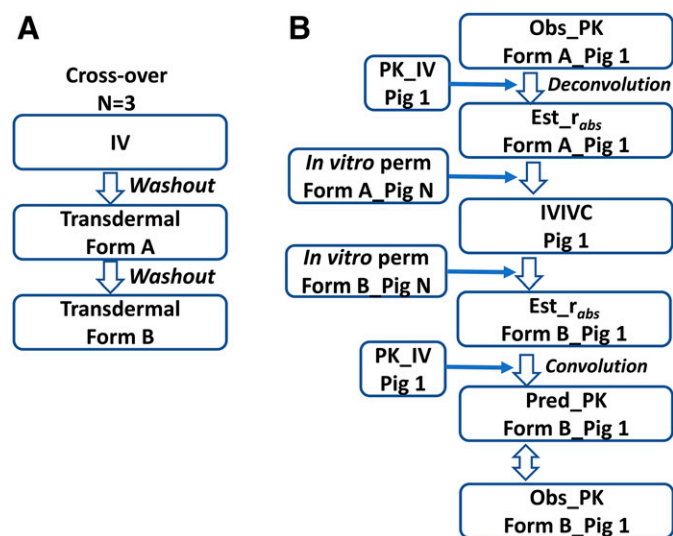 A
Cross-over
N=3
IV
Washout
Transdermal
Form A
Washout
Transdermal
Form B
B
Obs_PK
Form A_Pig 1
PK_IV
Pig 1
Deconvolution
Est_rabs
Form A_Pig 1
In vitro perm
Form A_Pig N
IVIVC
Pig 1
In vitro perm
Form B_Pig N
Est_rabs
Form B_Pig 1
PK_IV
Pig 1
Convolution
Pred_PK
Form B_Pig 1
Obs_PK
Form B_Pig 1